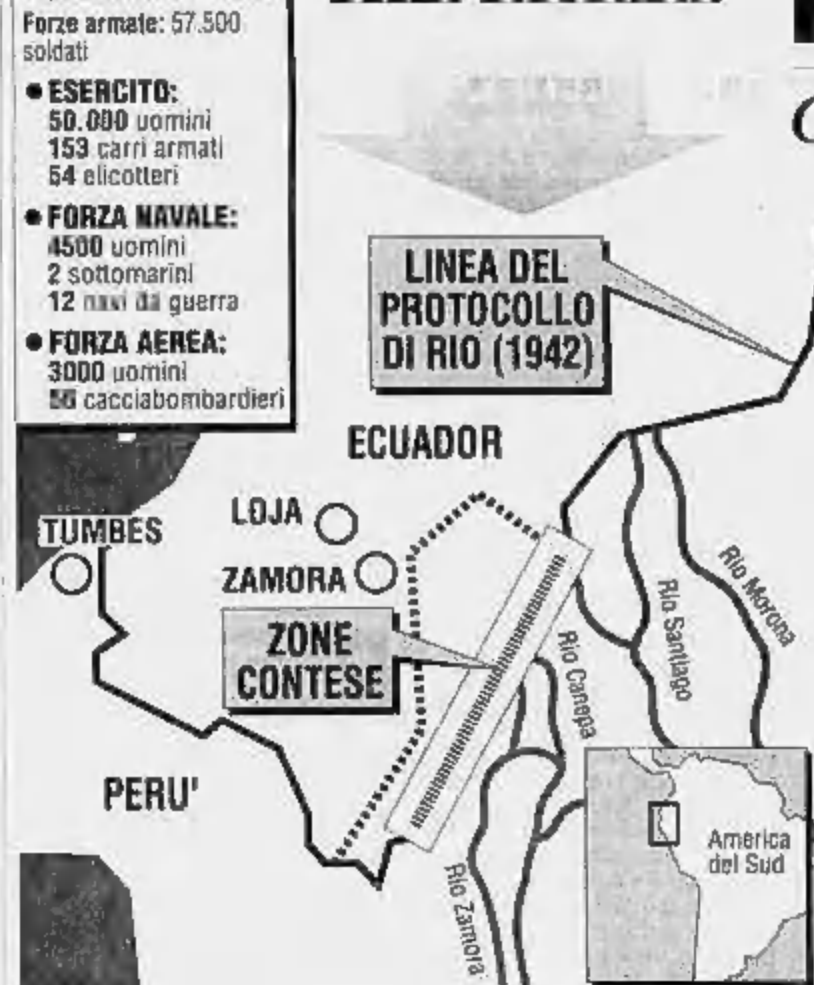 Forze armate: 57.500
soldati
● ESERCITO:
50.000 uomini
153 carri armati
54 elicotteri
● FORZA NAVALE:
4500 uomini
2 sottomarini
12 navi da guerra
● FORZA AEREA:
3000 uomini
56 cacciabombardieri
LINEA DEL
PROTOCOLLO
DI RIO (1942)
ECUADOR
TUMBES
LOJA
ZAMORA
ZONE
CONTESE
PERU'
Rio Morona
Rio Santiago
Rio Canepa
Rio Zamora
America
del Sud